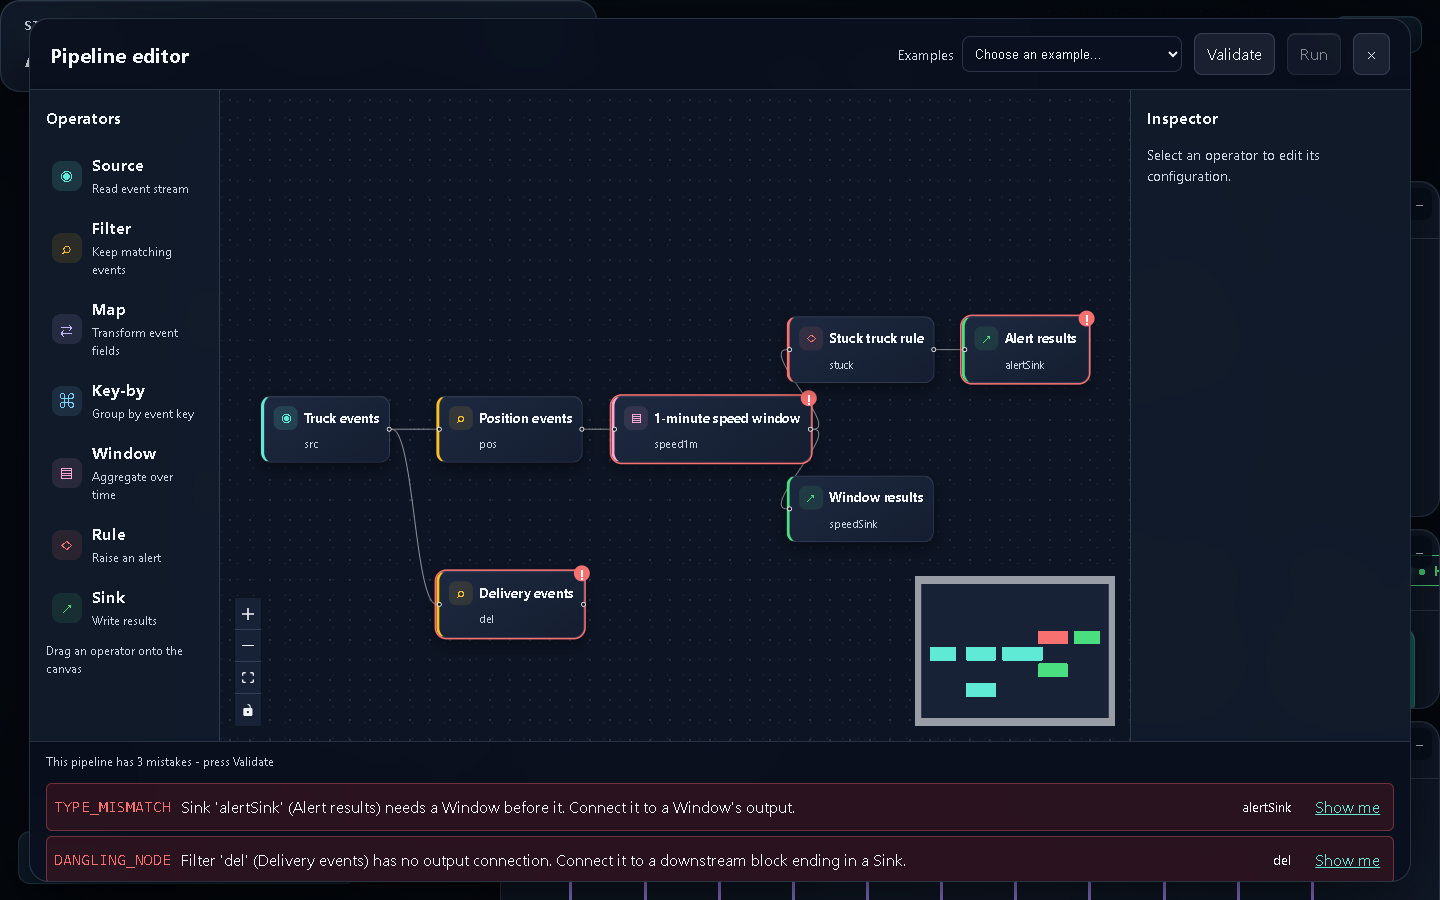 Pipeline editor
Examples
Choose an example...
Validate
Run
×
Operators
Source
Read event stream
Filter
Keep matching
events
Map
Transform event
fields
Key-by
Group by event key
Window
Aggregate over
time
Rule
Raise an alert
Sink
Write results
Drag an operator onto the
canvas
Stuck truck rule
stuck
Alert results
alertSink
!
Truck events
src
Position events
pos
1-minute speed window
speed1m
!
Window results
speedSink
Delivery events
del
!
Inspector
Select an operator to edit its
configuration.
This pipeline has 3 mistakes - press Validate
TYPE_MISMATCH Sink 'alertSink' (Alert results) needs a Window before it. Connect it to a Window's output. alertSink Show me
DANGLING_NODE Filter 'del' (Delivery events) has no output connection. Connect it to a downstream block ending in a Sink. del Show me